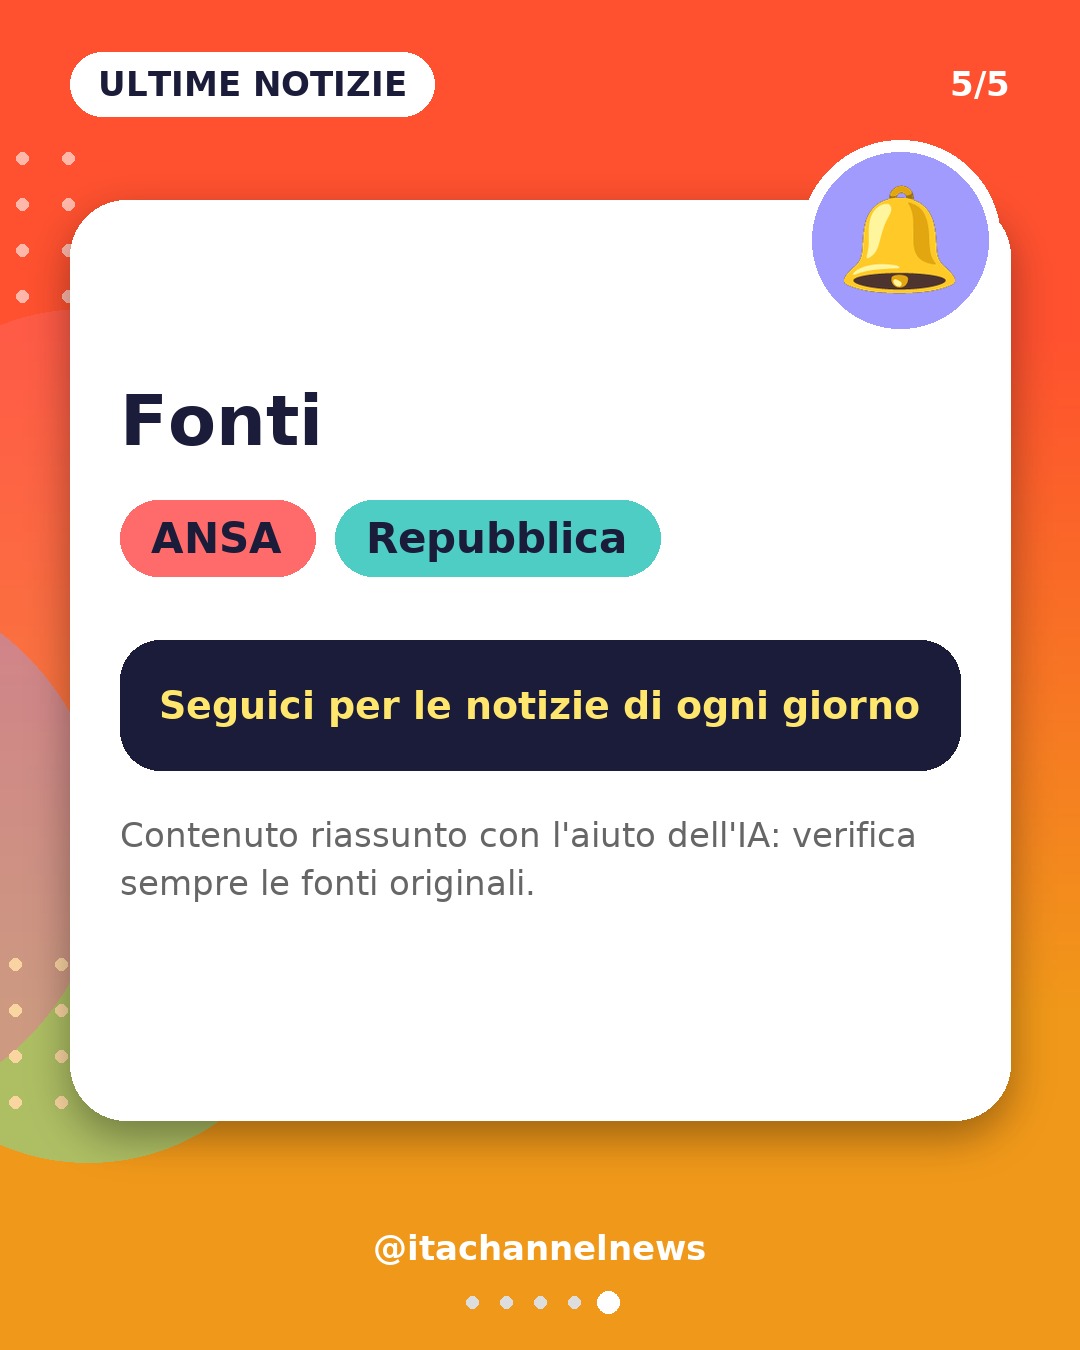 ULTIME NOTIZIE
5/5
Fonti
ANSA Repubblica
Seguici per le notizie di ogni giorno
Contenuto riassunto con l'aiuto dell'IA: verifica
sempre le fonti originali.
@itachannelnews